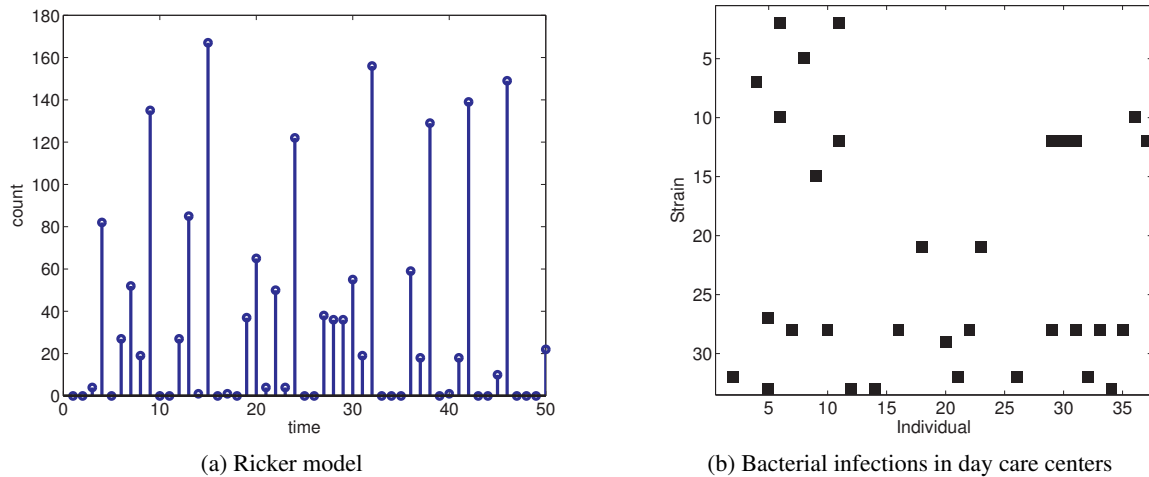 180
160
140
120
100
80
60
40
20
0
count
0 10 20 30 40 50
time
(a) Ricker model
5
10
15
20
25
30
Strain
5 10 15 20 25 30 35
Individual
(b) Bacterial infections in day care centers